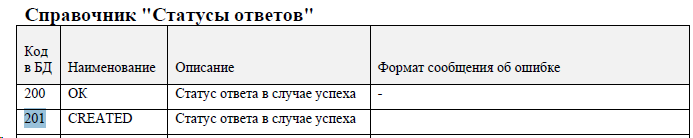 Справочник "Статусы ответов"
Код
в БД Наименование Описание Формат сообщения об ошибке
200 ОК Статус ответа в случае успеха -
201 CREATED Статус ответа в случае успеха